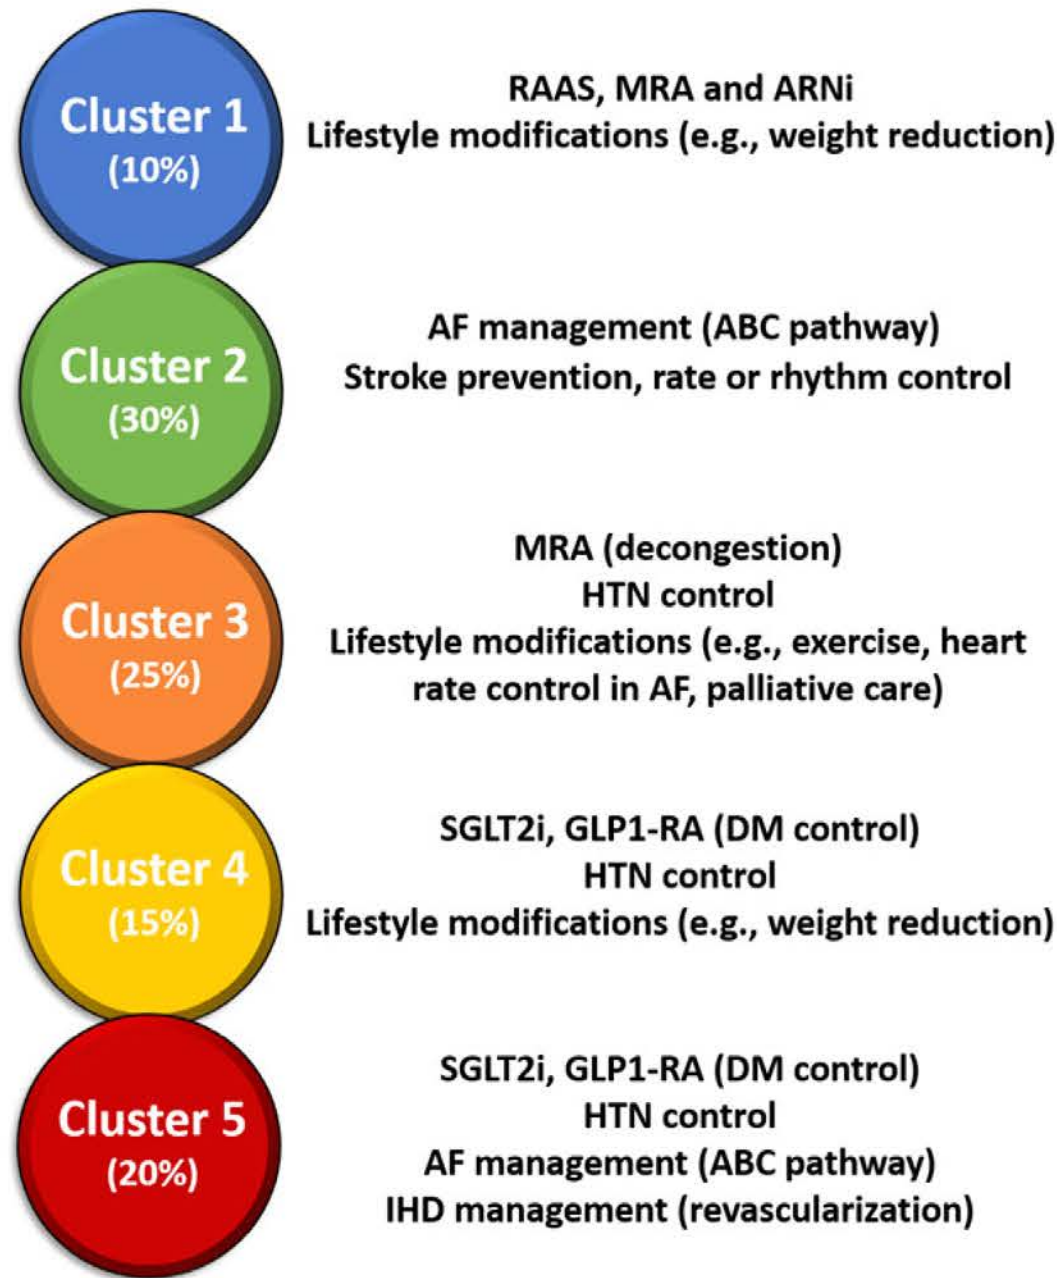 Cluster 1
(10%)
RAAS, MRA and ARNi
Lifestyle modifications (e.g., weight reduction)
Cluster 2
(30%)
AF management (ABC pathway)
Stroke prevention, rate or rhythm control
Cluster 3
(25%)
MRA (decongestion)
HTN control
Lifestyle modifications (e.g., exercise, heart
rate control in AF, palliative care)
Cluster 4
(15%)
SGLT2i, GLP1-RA (DM control)
HTN control
Lifestyle modifications (e.g., weight reduction)
Cluster 5
(20%)
SGLT2i, GLP1-RA (DM control)
HTN control
AF management (ABC pathway)
IHD management (revascularization)